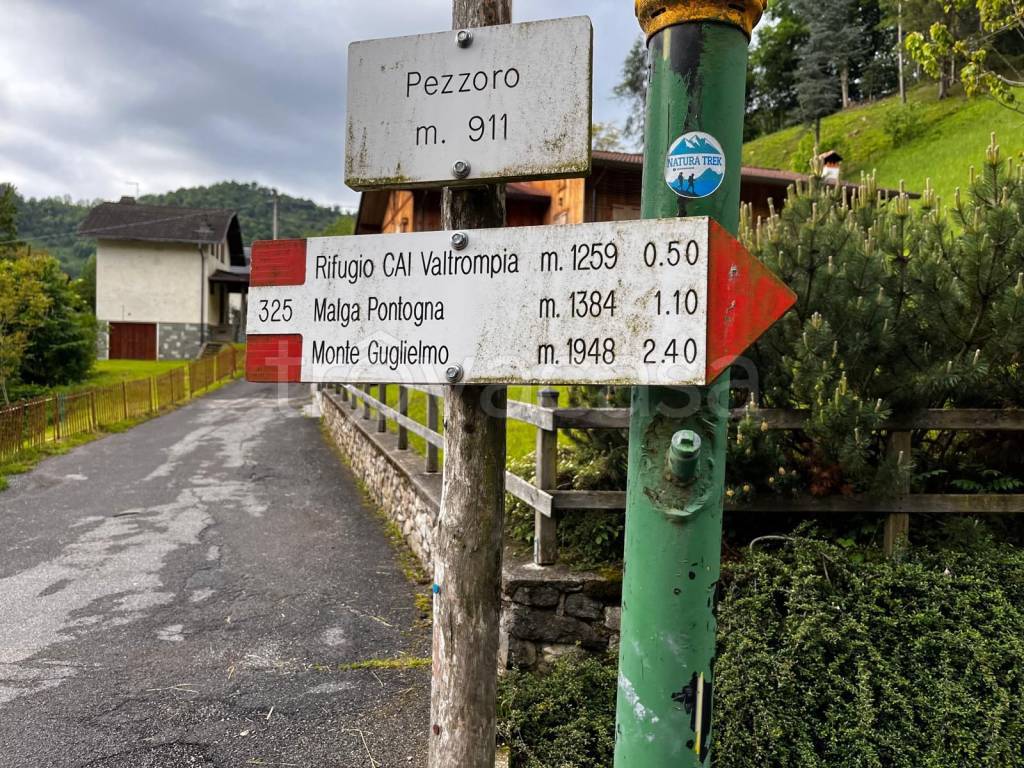 Pezzoro
m. 911
NATURA TREK
Rifugio CAI Valtrompia m. 1259 0.50
325 Malga Pontogna m. 1384 1.10
Monte Guglielmo m. 1948 2.40
trovacasa